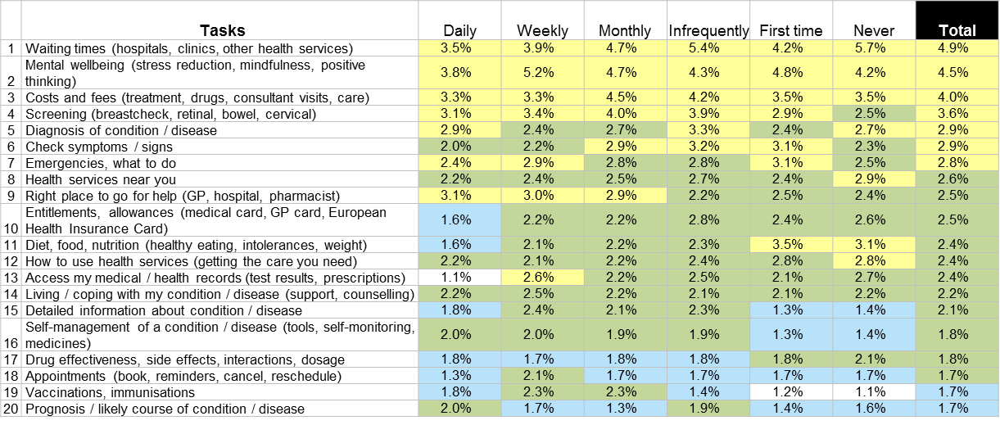 Tasks Daily Weekly Monthly Infrequently First time Never Total
1 Waiting times (hospitals, clinics, other health services) 3.5% 3.9% 4.7% 5.4% 4.2% 5.7% 4.9%
Mental wellbeing (stress reduction, mindfulness, positive
2 thinking) 3.8% 5.2% 4.7% 4.3% 4.8% 4.2% 4.5%
3 Costs and fees (treatment, drugs, consultant visits, care) 3.3% 3.3% 4.5% 4.2% 3.5% 3.5% 4.0%
4 Screening (breastcheck, retinal, bowel, cervical) 3.1% 3.4% 4.0% 3.9% 2.9% 2.5% 3.6%
5 Diagnosis of condition / disease 2.9% 2.4% 2.7% 3.3% 2.4% 2.7% 2.9%
6 Check symptoms / signs 2.0% 2.2% 2.9% 3.2% 3.1% 2.3% 2.9%
7 Emergencies, what to do 2.4% 2.9% 2.8% 2.8% 3.1% 2.5% 2.8%
8 Health services near you 2.2% 2.4% 2.5% 2.7% 2.4% 2.9% 2.6%
9 Right place to go for help (GP, hospital, pharmacist) 3.1% 3.0% 2.9% 2.2% 2.5% 2.4% 2.5%
Entitlements, allowances (medical card, GP card, European
10 Health Insurance Card) 1.6% 2.2% 2.2% 2.8% 2.4% 2.6% 2.5%
11 Diet, food, nutrition (healthy eating, intolerances, weight) 1.6% 2.1% 2.2% 2.3% 3.5% 3.1% 2.4%
12 How to use health services (getting the care you need) 2.2% 2.1% 2.2% 2.4% 2.8% 2.8% 2.4%
13 Access my medical / health records (test results, prescriptions) 1.1% 2.6% 2.2% 2.5% 2.1% 2.7% 2.4%
14 Living / coping with my condition / disease (support, counselling) 2.2% 2.5% 2.2% 2.1% 2.1% 2.2% 2.2%
15 Detailed information about condition / disease 1.8% 2.4% 2.1% 2.3% 1.3% 1.4% 2.1%
Self-management of a condition / disease (tools, self-monitoring,
16 medicines) 2.0% 2.0% 1.9% 1.9% 1.3% 1.4% 1.8%
17 Drug effectiveness, side effects, interactions, dosage 1.8% 1.7% 1.8% 1.8% 1.8% 2.1% 1.8%
18 Appointments (book, reminders, cancel, reschedule) 1.3% 2.1% 1.7% 1.7% 1.7% 1.7% 1.7%
19 Vaccinations, immunisations 1.8% 2.3% 2.3% 1.4% 1.2% 1.1% 1.7%
20 Prognosis / likely course of condition / disease 2.0% 1.7% 1.3% 1.9% 1.4% 1.6% 1.7%